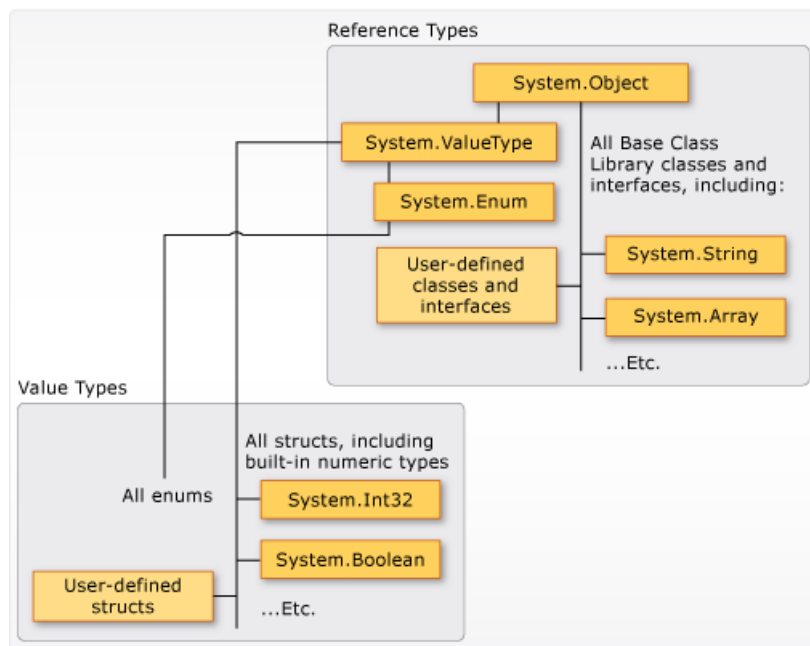 Reference Types
System.Object
System.ValueType
All Base Class
Library classes and
interfaces, including:
System.Enum
System.String
User-defined
classes and
interfaces
System.Array
...Etc.
Value Types
All structs, including
built-in numeric types
All enums
System.Int32
System.Boolean
User-defined
structs
...Etc.